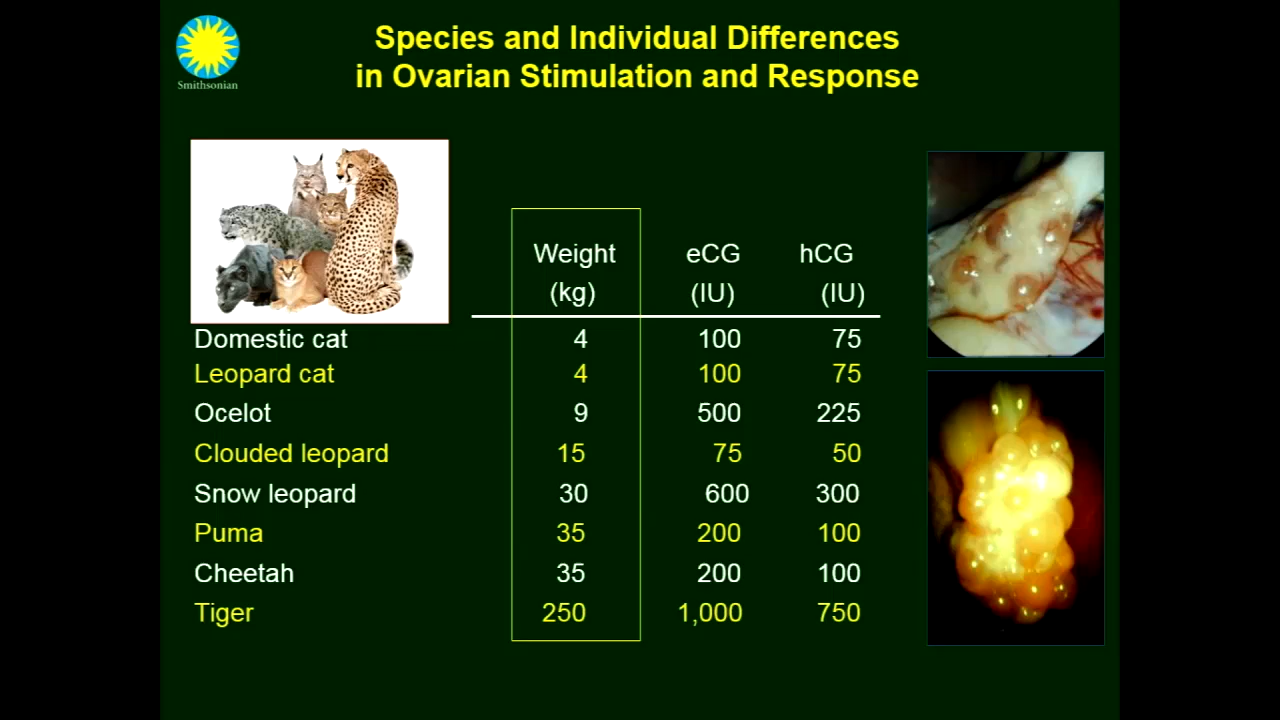 Species and Individual Differences
in Ovarian Stimulation and Response
Smithsonian
Weight eCG hCG
(kg) (IU) (IU)
Domestic cat 4 100 75
Leopard cat 4 100 75
Ocelot 9 500 225
Clouded leopard 15 75 50
Snow leopard 30 600 300
Puma 35 200 100
Cheetah 35 200 100
Tiger 250 1,000 750